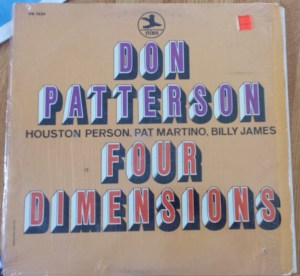 DON
PATTERSON
HOUSTON PERSON, PAT MARTINO, BILLY JAMES
FOUR
DIMENSIONS